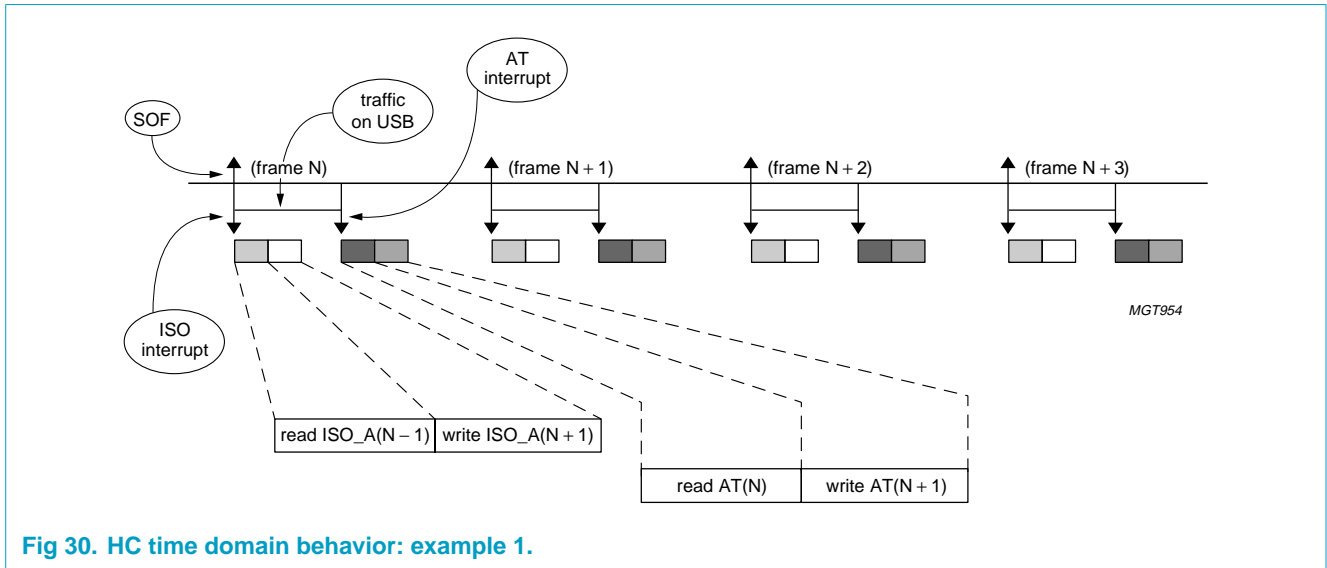 AT
interrupt
traffic
on USB
SOF
(frame N)
(frame N + 1)
(frame N + 2)
(frame N + 3)
MGT954
ISO
interrupt
read ISO_A(N − 1)
write ISO_A(N + 1)
read AT(N)
write AT(N + 1)
Fig 30. HC time domain behavior: example 1.